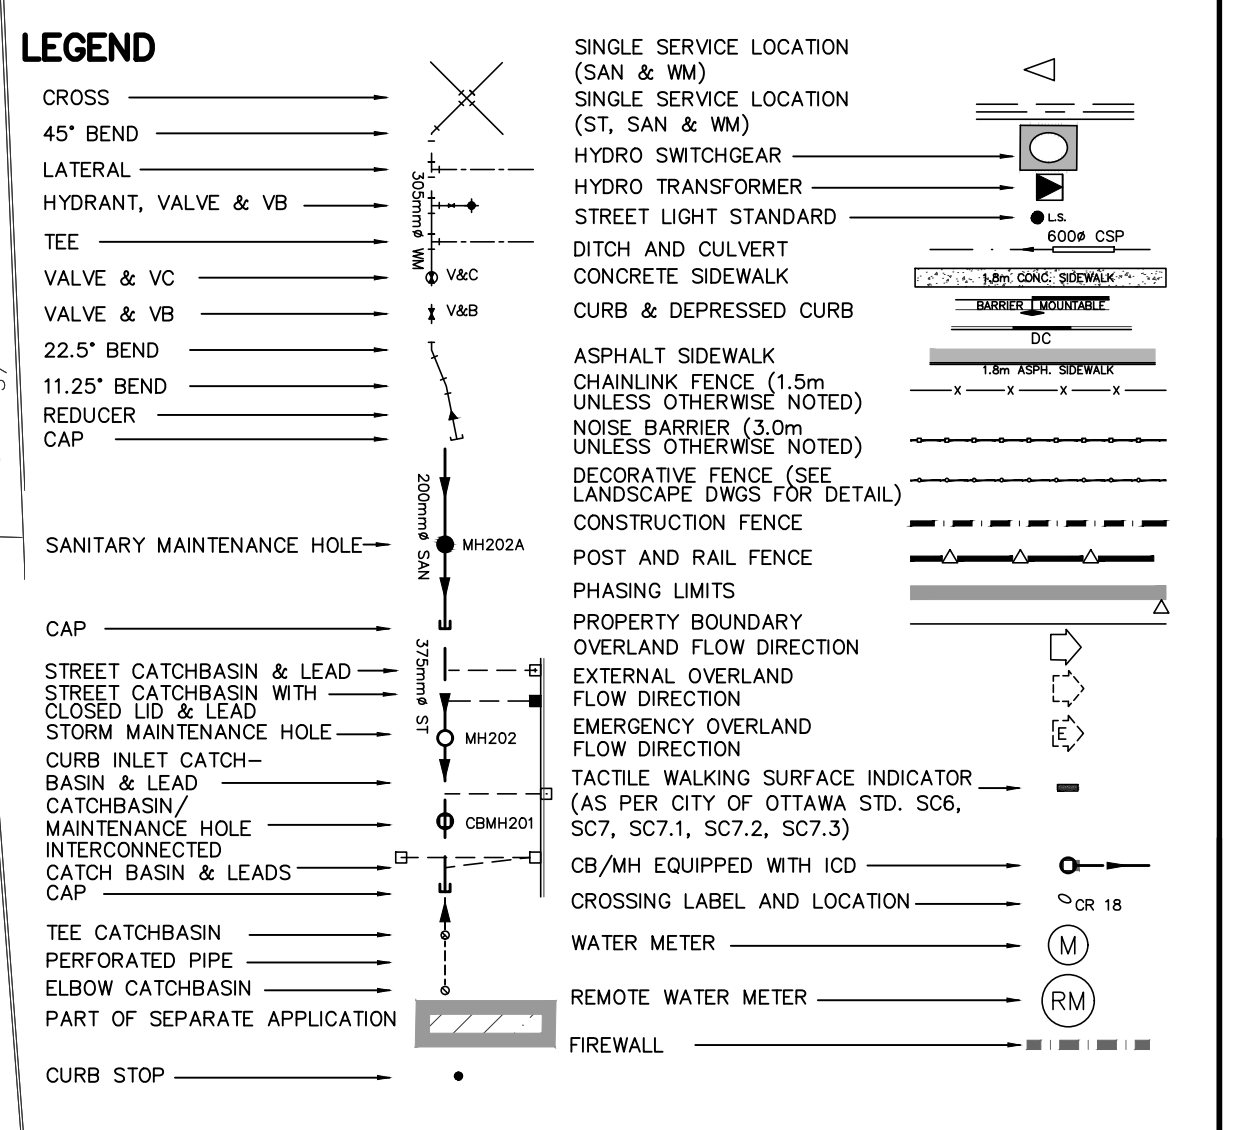 LEGEND
CROSS
45° BEND
LATERAL
HYDRANT, VALVE & VB
TEE
VALVE & VC
VALVE & VB
22.5° BEND
11.25° BEND
REDUCER
CAP
SANITARY MAINTENANCE HOLE
CAP
STREET CATCHBASIN & LEAD
STREET CATCHBASIN WITH
CLOSED LID & LEAD
STORM MAINTENANCE HOLE
CURB INLET CATCH-
BASIN & LEAD
CATCHBASIN/
MAINTENANCE HOLE
INTERCONNECTED
CATCH BASIN & LEADS
CAP
TEE CATCHBASIN
PERFORATED PIPE
ELBOW CATCHBASIN
PART OF SEPARATE APPLICATION
CURB STOP
305mmø WM
V&C
V&B
200mmø SAN
MH202A
375mmø ST
MH202
CBMH201
SINGLE SERVICE LOCATION
(SAN & WM)
SINGLE SERVICE LOCATION
(ST, SAN & WM)
HYDRO SWITCHGEAR
HYDRO TRANSFORMER
STREET LIGHT STANDARD
L.S.
DITCH AND CULVERT
600ø CSP
CONCRETE SIDEWALK
1.8m CONC. SIDEWALK
CURB & DEPRESSED CURB
BARRIER MOUNTABLE
DC
ASPHALT SIDEWALK
1.8m ASPH. SIDEWALK
CHAINLINK FENCE (1.5m
UNLESS OTHERWISE NOTED)
X X X X
NOISE BARRIER (3.0m
UNLESS OTHERWISE NOTED)
DECORATIVE FENCE (SEE
LANDSCAPE DWGS FOR DETAIL)
CONSTRUCTION FENCE
POST AND RAIL FENCE
PHASING LIMITS
PROPERTY BOUNDARY
OVERLAND FLOW DIRECTION
EXTERNAL OVERLAND
FLOW DIRECTION
EMERGENCY OVERLAND
FLOW DIRECTION
E
TACTILE WALKING SURFACE INDICATOR
(AS PER CITY OF OTTAWA STD. SC6,
SC7, SC7.1, SC7.2, SC7.3)
CB/MH EQUIPPED WITH ICD
CROSSING LABEL AND LOCATION
CR 18
WATER METER
M
REMOTE WATER METER
RM
FIREWALL